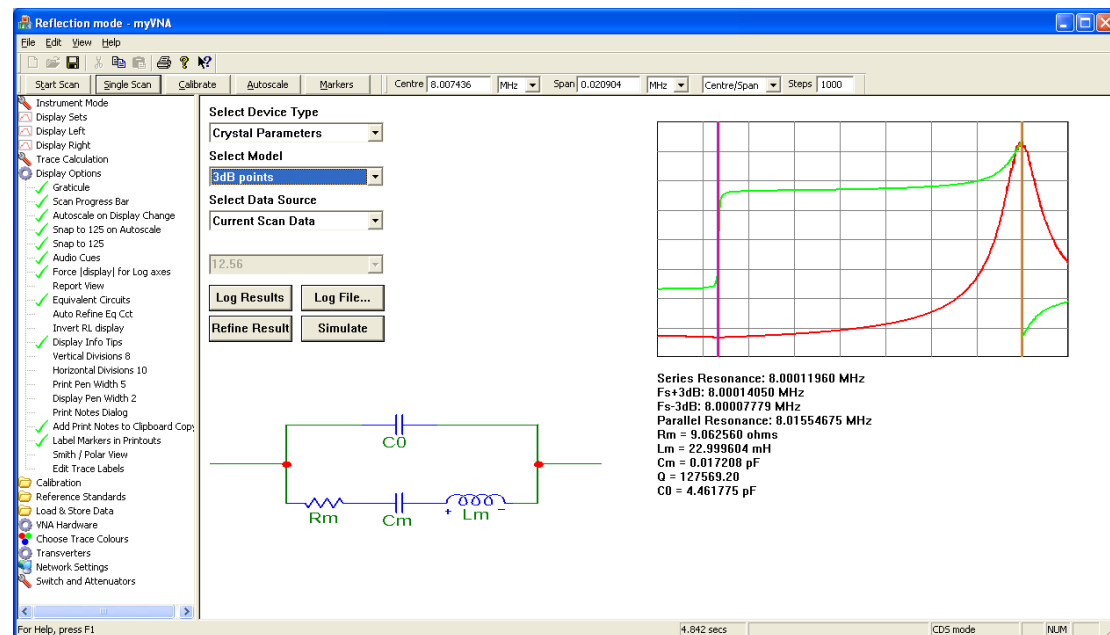 Reflection mode - myVNA
File Edit View Help
Start Scan Single Scan Calibrate Autoscale Markers Centre 8.007436 MHz Span 0.020904 MHz Centre/Span Steps 1000
Instrument Mode
Display Sets
Display Left
Display Right
Trace Calculation
Display Options
Graticule
Scan Progress Bar
Autoscale on Display Change
Snap to 125 on Autoscale
Snap to 125
Audio Cues
Force |display| for Log axes
Report View
Equivalent Circuits
Auto Refine Eq Cct
Invert RL display
Display Info Tips
Vertical Divisions 8
Horizontal Divisions 10
Print Pen Width 5
Display Pen Width 2
Print Notes Dialog
Add Print Notes to Clipboard Copy
Label Markers in Printouts
Smith / Polar View
Edit Trace Labels
Calibration
Reference Standards
Load & Store Data
VNA Hardware
Choose Trace Colours
Transverters
Network Settings
Switch and Attenuators
Select Device Type
Crystal Parameters
Select Model
3dB points
Select Data Source
Current Scan Data
12.56
Log Results Log File...
Refine Result Simulate
C0
Rm Cm + Lm -
Series Resonance: 8.00011960 MHz
Fs+3dB: 8.00014050 MHz
Fs-3dB: 8.00007779 MHz
Parallel Resonance: 8.01554675 MHz
Rm = 9.062560 ohms
Lm = 22.999604 mH
Cm = 0.017208 pF
Q = 127569.20
C0 = 4.461775 pF
For Help, press F1 4.842 secs CDS mode NUM